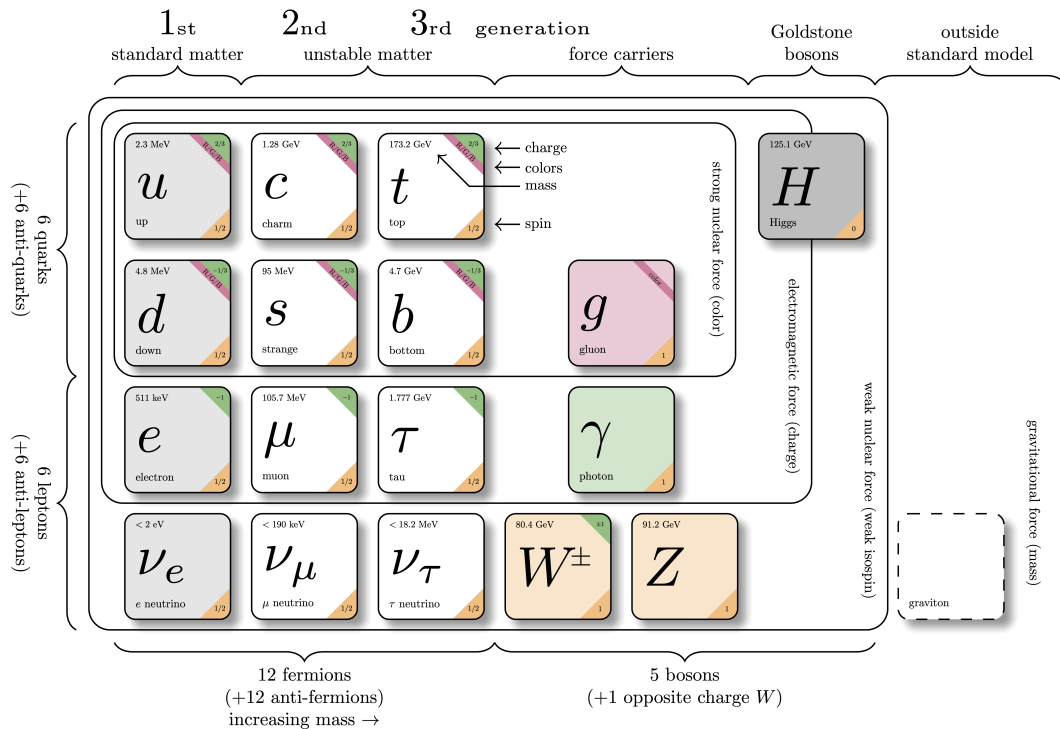 1st
2nd
3rd generation
standard matter
unstable matter
force carriers
Goldstone
bosons
outside
standard model
6 quarks
(+6 anti-quarks)
6 leptons
(+6 anti-leptons)
2.3 MeV
2/3
R/G/B
u
up
1/2
1.28 GeV
2/3
R/G/B
c
charm
1/2
173.2 GeV
2/3
R/G/B
t
top
1/2
charge
colors
mass
spin
strong nuclear force (color)
125.1 GeV
H
Higgs
0
4.8 MeV
−1/3
R/G/B
d
down
1/2
95 MeV
−1/3
R/G/B
s
strange
1/2
4.7 GeV
−1/3
R/G/B
b
bottom
1/2
color
g
gluon
1
electromagnetic force (charge)
511 keV
−1
e
electron
1/2
105.7 MeV
−1
μ
muon
1/2
1.777 GeV
−1
τ
tau
1/2
γ
photon
1
weak nuclear force (weak isospin)
gravitational force (mass)
< 2 eV
νe
e neutrino
1/2
< 190 keV
νμ
μ neutrino
1/2
< 18.2 MeV
ντ
τ neutrino
1/2
80.4 GeV
±1
W±
1
91.2 GeV
Z
1
graviton
12 fermions
(+12 anti-fermions)
increasing mass →
5 bosons
(+1 opposite charge W)